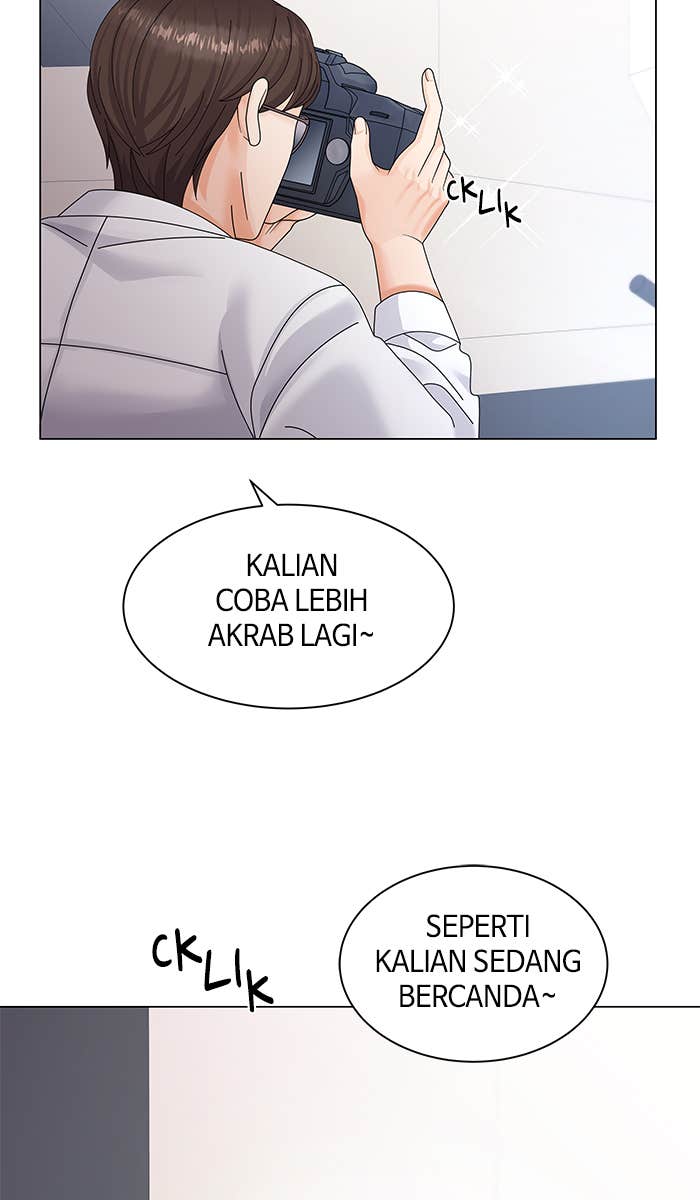 CKLIK
KALIAN
COBA LEBIH
AKRAB LAGI~
CKLIK
SEPERTI
KALIAN SEDANG
BERCANDA~